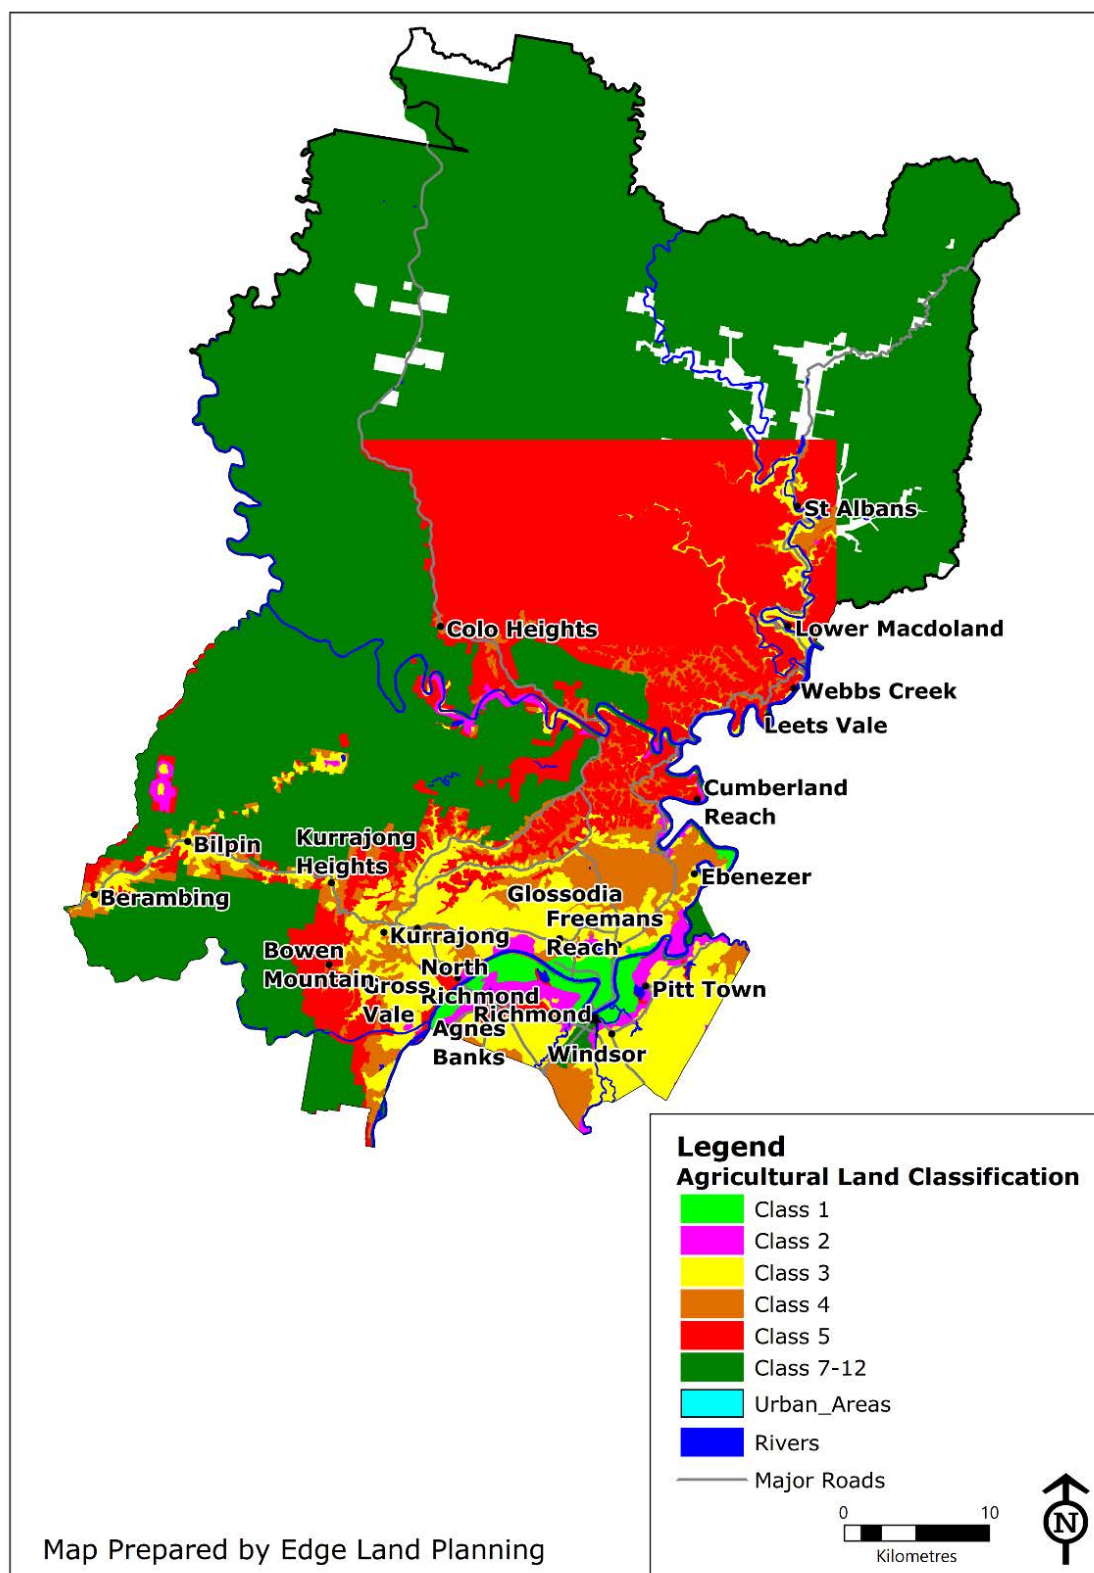 St Albans
Colo Heights
Lower Macdoland
Webbs Creek
Leets Vale
Cumberland
Reach
Bilpin
Kurrajong
Heights
Berambing
Ebenezer
Glossodia
Freemans
Reach
Kurrajong
Bowen
Mountain
North
Richmond
Gross
Vale
Richmond
Pitt Town
Agnes
Banks
Windsor
Legend
Agricultural Land Classification
Class 1
Class 2
Class 3
Class 4
Class 5
Class 7-12
Urban_Areas
Rivers
Major Roads
0 10
Kilometres
N
Map Prepared by Edge Land Planning